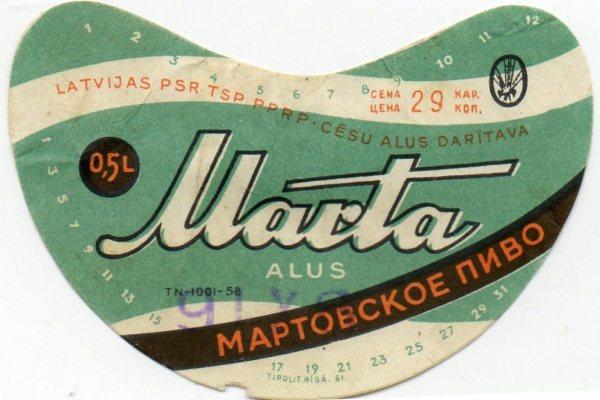 1 2 3 4 5 6 7 8 9 10 11 12
LATVIJAS PSR TSP PPRP · CĒSU ALUS DARĪTAVA
CENA 29 KAP.
ЦЕНА КОП.
0,5L
Marta
ALUS
TN-1001-58
МАРТОВСКОЕ ПИВО
1 3 5 7 9 11 13 15 17 19 21 23 25 27 29 31
TIPOLIT. RĪGĀ. 61.